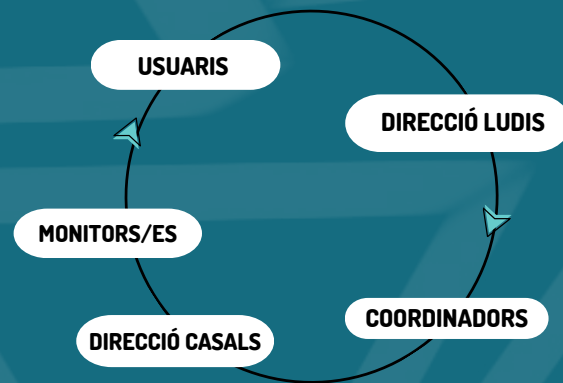 USUARIS
DIRECCIÓ LUDIS
MONITORS/ES
COORDINADORS
DIRECCIÓ CASALS